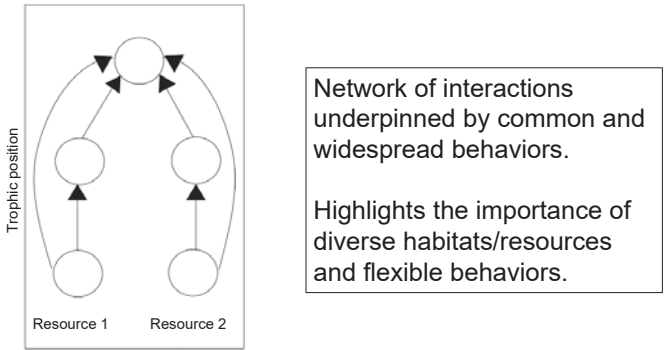 Trophic position
Resource 1
Resource 2
Network of interactions
underpinned by common and
widespread behaviors.
Highlights the importance of
diverse habitats/resources
and flexible behaviors.